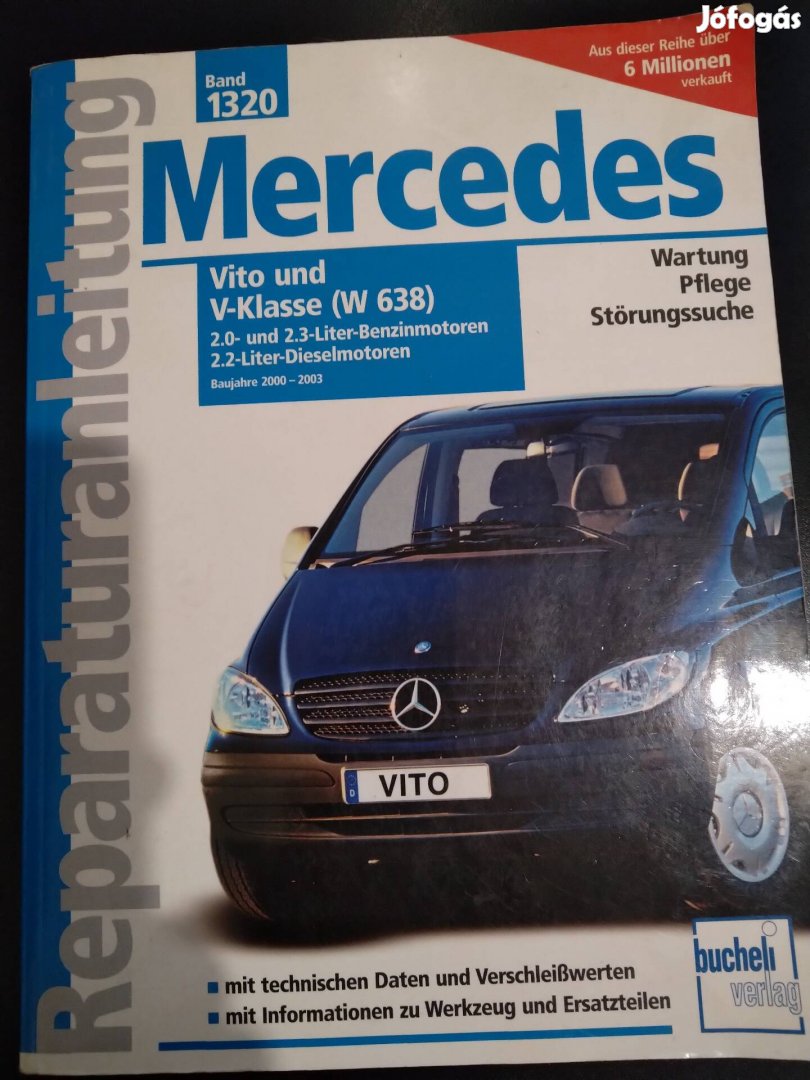 Jófogás
Aus dieser Reihe über
6 Millionen
verkauft
Band
1320
Reparaturanleitung
Mercedes
Vito und
V-Klasse (W 638)
2.0- und 2.3-Liter-Benzinmotoren
2.2-Liter-Dieselmotoren
Baujahre 2000 – 2003
Wartung
Pflege
Störungssuche
D
VITO
mit technischen Daten und Verschleißwerten
mit Informationen zu Werkzeug und Ersatzteilen
bucheli
verlag